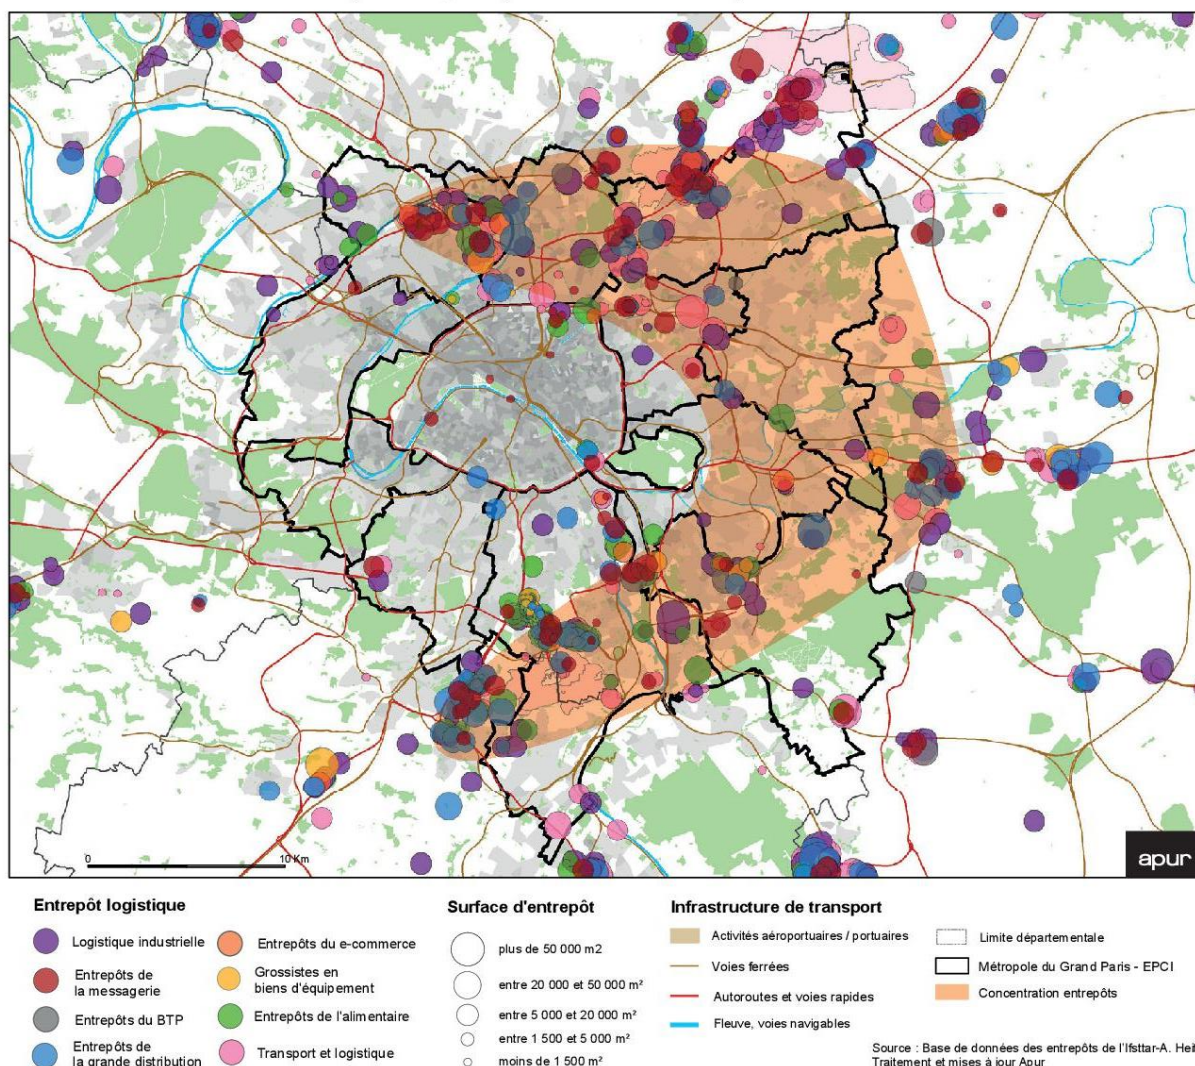 0
10 Km
apur
Entrepôt logistique
Logistique industrielle
Entrepôts de
la messagerie
Entrepôts du BTP
Entrepôts de
la grande distribution
Entrepôts du e-commerce
Grossistes en
biens d'équipement
Entrepôts de l'alimentaire
Transport et logistique
Surface d'entrepôt
plus de 50 000 m2
entre 20 000 et 50 000 m²
entre 5 000 et 20 000 m²
entre 1 500 et 5 000 m²
moins de 1 500 m²
Infrastructure de transport
Activités aéroportuaires / portuaires
Voies ferrées
Autoroutes et voies rapides
Fleuve, voies navigables
Limite départementale
Métropole du Grand Paris - EPCI
Concentration entrepôts
Source : Base de données des entrepôts de l'Ifsttar-A.
Traitement et mises à jour Apur